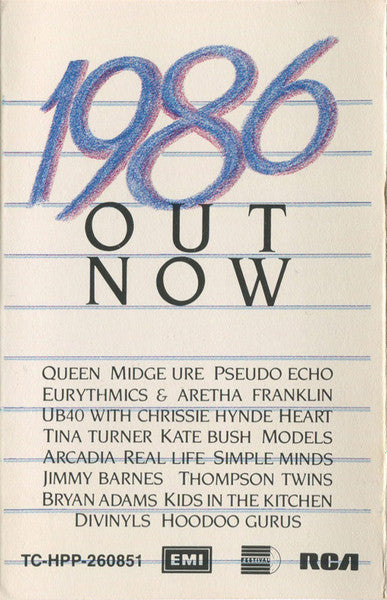 1986
OUT
NOW
QUEEN MIDGE URE PSEUDO ECHO
EURYTHMICS & ARETHA FRANKLIN
UB40 WITH CHRISSIE HYNDE HEART
TINA TURNER KATE BUSH MODELS
ARCADIA REAL LIFE SIMPLE MINDS
JIMMY BARNES THOMPSON TWINS
BRYAN ADAMS KIDS IN THE KITCHEN
DIVINYLS HOODOO GURUS
TC-HPP-260851 EMI FESTIVAL RCA